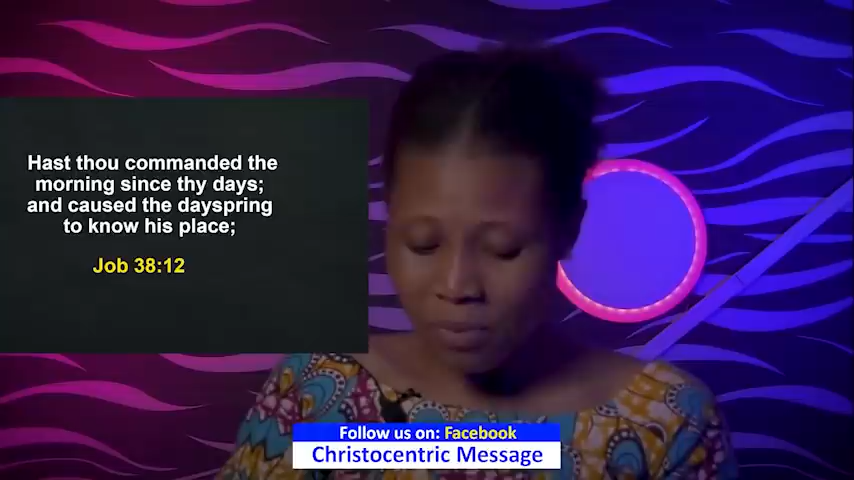 Hast thou commanded the
morning since thy days;
and caused the dayspring
to know his place;
Job 38:12
Follow us on: Facebook
Christocentric Message